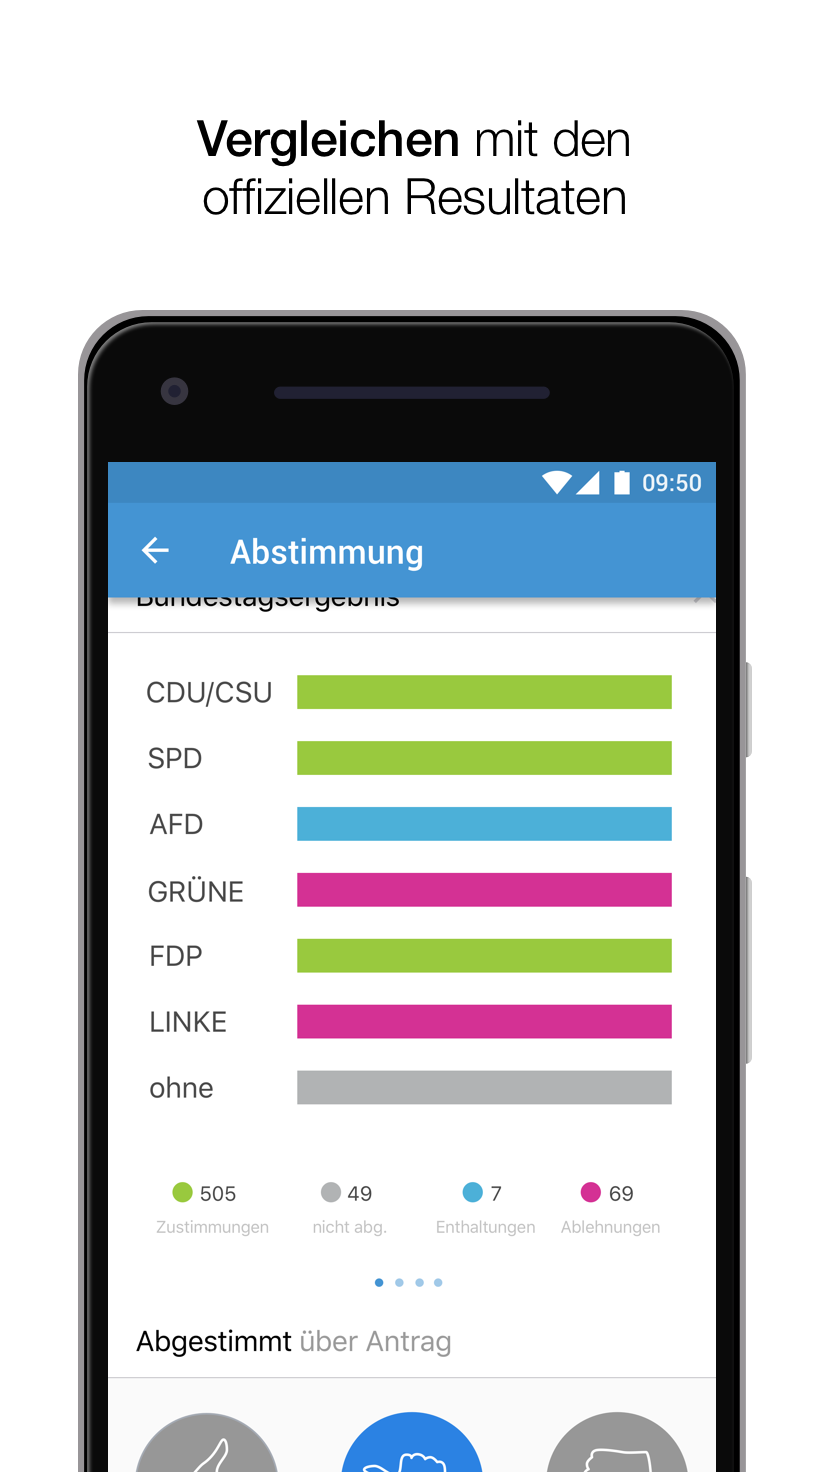 Vergleichen mit den
offiziellen Resultaten
09:50
Abstimmung
Bundestagsergebnis
CDU/CSU
SPD
AFD
GRÜNE
FDP
LINKE
ohne
505 49 7 69
Zustimmungen nicht abg. Enthaltungen Ablehnungen
Abgestimmt über Antrag